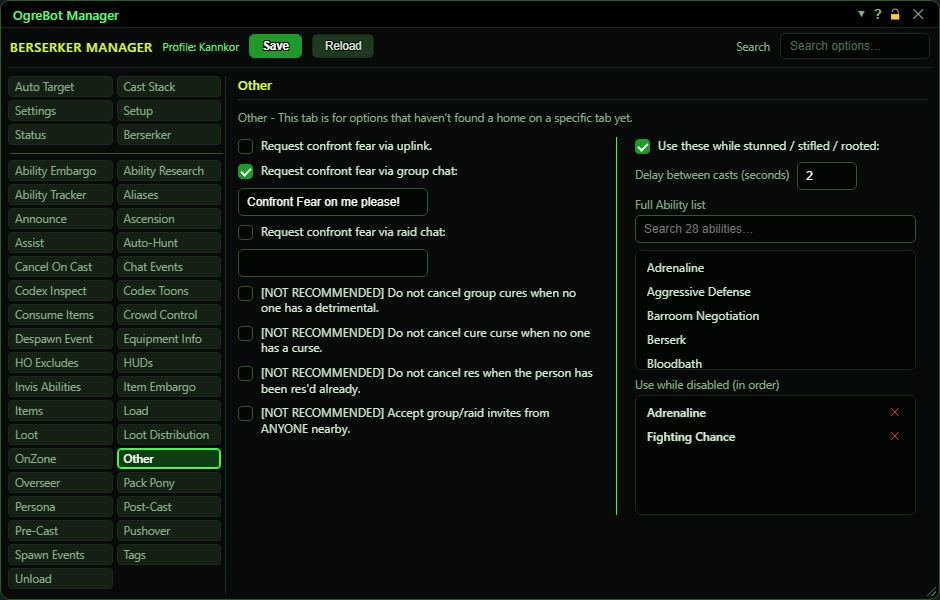 OgreBot Manager
?
BERSERKER MANAGER Profile: Kannkor Save Reload Search Search options...
Auto Target Cast Stack
Settings Setup
Status Berserker
Ability Embargo Ability Research
Ability Tracker Aliases
Announce Ascension
Assist Auto-Hunt
Cancel On Cast Chat Events
Codex Inspect Codex Toons
Consume Items Crowd Control
Despawn Event Equipment Info
HO Excludes HUDs
Invis Abilities Item Embargo
Items Load
Loot Loot Distribution
OnZone Other
Overseer Pack Pony
Persona Post-Cast
Pre-Cast Pushover
Spawn Events Tags
Unload
Other
Other - This tab is for options that haven't found a home on a specific tab yet.
Request confront fear via uplink.
Request confront fear via group chat:
Confront Fear on me please!
Request confront fear via raid chat:
[NOT RECOMMENDED] Do not cancel group cures when no
one has a detrimental.
[NOT RECOMMENDED] Do not cancel cure curse when no one
has a curse.
[NOT RECOMMENDED] Do not cancel res when the person has
been res'd already.
[NOT RECOMMENDED] Accept group/raid invites from
ANYONE nearby.
Use these while stunned / stifled / rooted:
Delay between casts (seconds) 2
Full Ability list
Search 28 abilities...
Adrenaline
Aggressive Defense
Barroom Negotiation
Berserk
Bloodbath
Use while disabled (in order)
Adrenaline
Fighting Chance